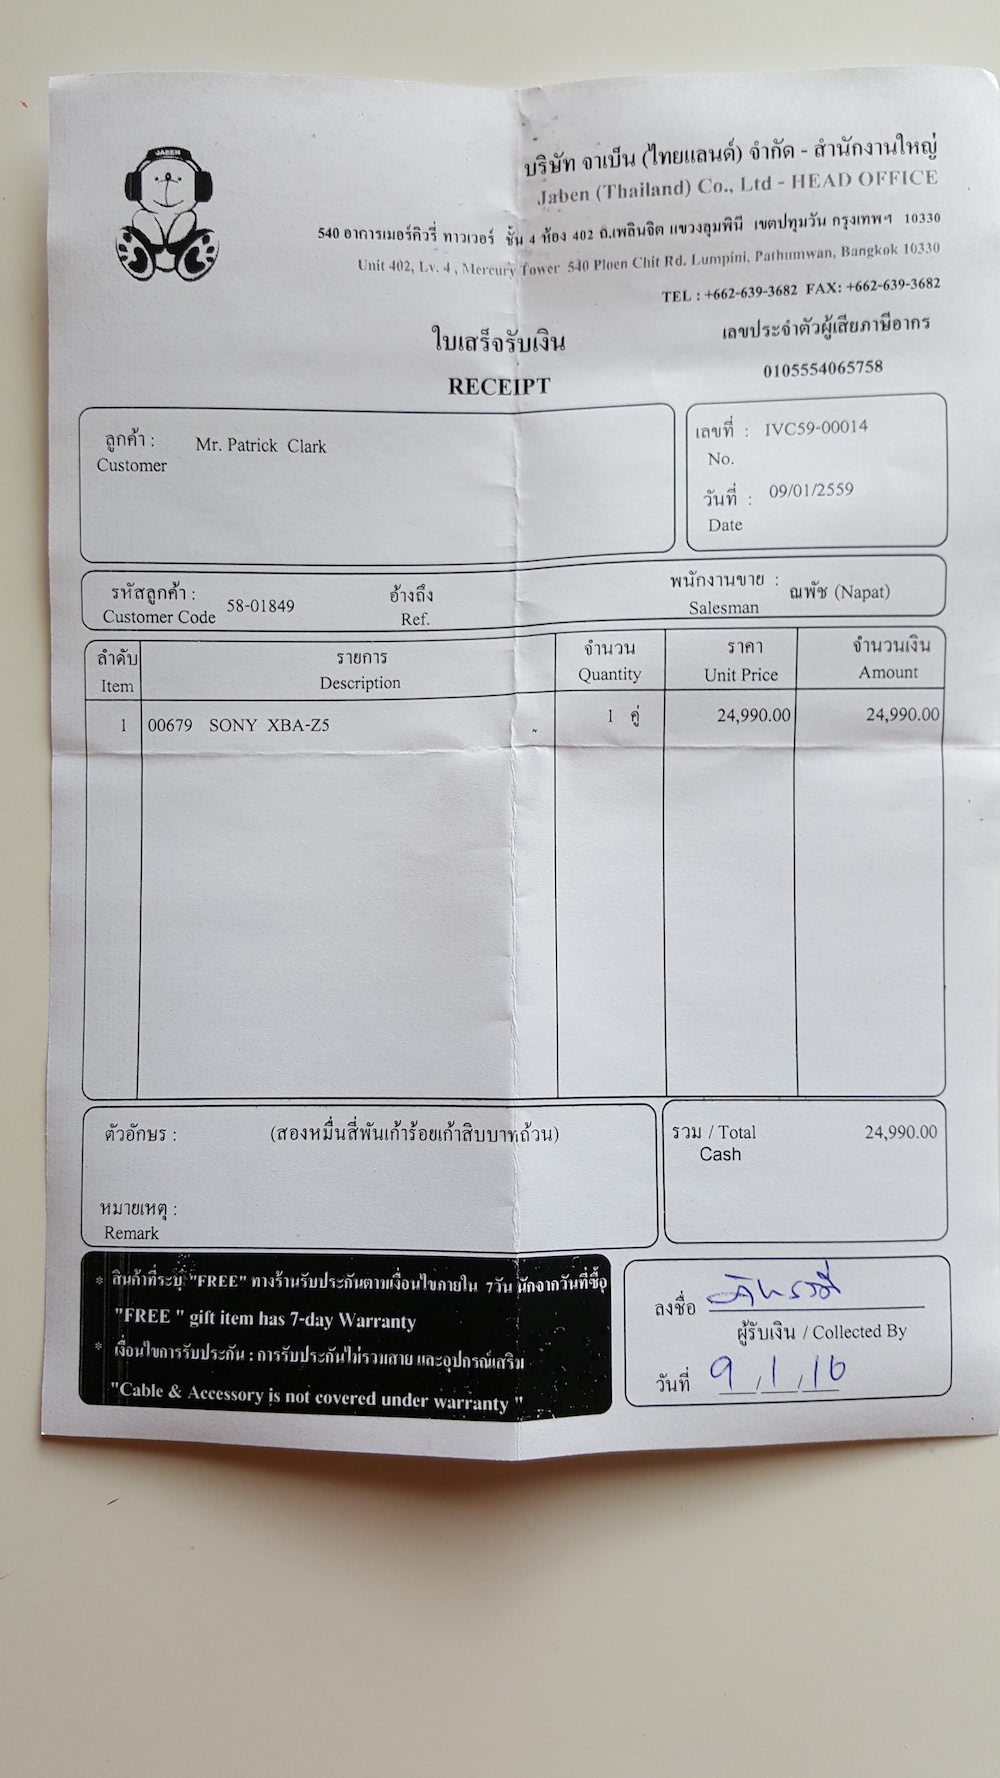 JABEN
บริษัท จาเบ็น (ไทยแลนด์) จำกัด - สำนักงานใหญ่
Jaben (Thailand) Co., Ltd - HEAD OFFICE
540 อาคารเมอร์คิวรี่ ทาวเวอร์ ชั้น 4 ห้อง 402 ถ.เพลินจิต แขวงลุมพินี เขตปทุมวัน กรุงเทพฯ 10330
Unit 402, Lv. 4 , Mercury Tower 540 Ploen Chit Rd. Lumpini, Pathumwan, Bangkok 10330
TEL : +662-639-3682 FAX: +662-639-3682
ใบเสร็จรับเงิน
เลขประจำตัวผู้เสียภาษีอากร
RECEIPT
0105554065758
ลูกค้า : Mr. Patrick Clark
Customer
เลขที่ : IVC59-00014
No.
วันที่ : 09/01/2559
Date
รหัสลูกค้า : 58-01849 อ้างถึง พนักงานขาย : ณพัช (Napat)
Customer Code Ref. Salesman
ลำดับ รายการ จำนวน ราคา จำนวนเงิน
Item Description Quantity Unit Price Amount
1 00679 SONY XBA-Z5 1 คู่ 24,990.00 24,990.00
ตัวอักษร : (สองหมื่นสี่พันเก้าร้อยเก้าสิบบาทถ้วน) รวม / Total 24,990.00
Cash
หมายเหตุ :
Remark
* สินค้าที่ระบุ "FREE" ทางร้านรับประกันตามเงื่อนไขภายใน 7วัน นักจากวันที่ซื้อ
"FREE " gift item has 7-day Warranty
* เงื่อนไขการรับประกัน : การรับประกันไม่รวมสาย และอุปกรณ์เสริม
"Cable & Accessory is not covered under warranty "
ลงชื่อ
ผู้รับเงิน / Collected By
วันที่ 9 / 1 / 16